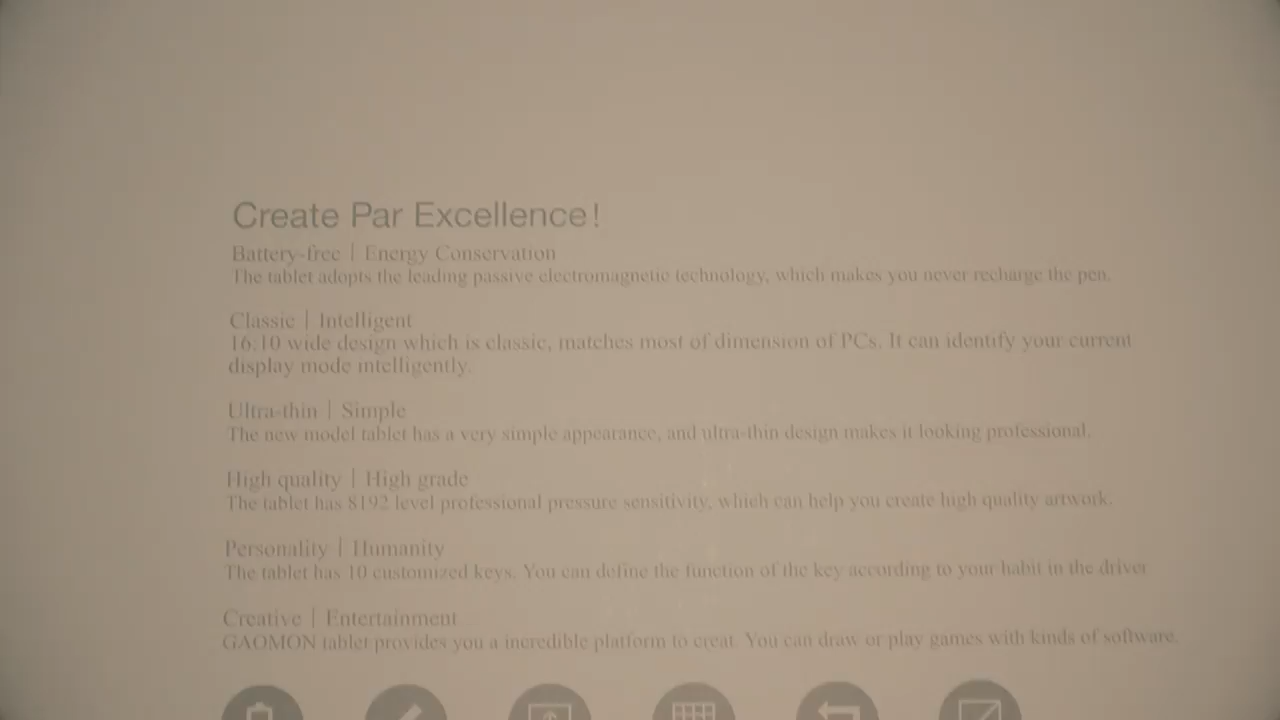 Create Par Excellence!
Battery-free | Energy Conservation
The tablet adopts the leading passive electromagnetic technology, which makes you never recharge the pen.
Classic | Intelligent
16:10 wide design which is classic, matches most of dimension of PCs. It can identify your current
display mode intelligently.
Ultra-thin | Simple
The new model tablet has a very simple appearance, and ultra-thin design makes it looking professional.
High quality | High grade
The tablet has 8192 level professional pressure sensitivity, which can help you create high quality artwork.
Personality | Humanity
The tablet has 10 customized keys. You can define the function of the key according to your habit in the driver
Creative | Entertainment
GAOMON tablet provides you a incredible platform to creat. You can draw or play games with kinds of software.